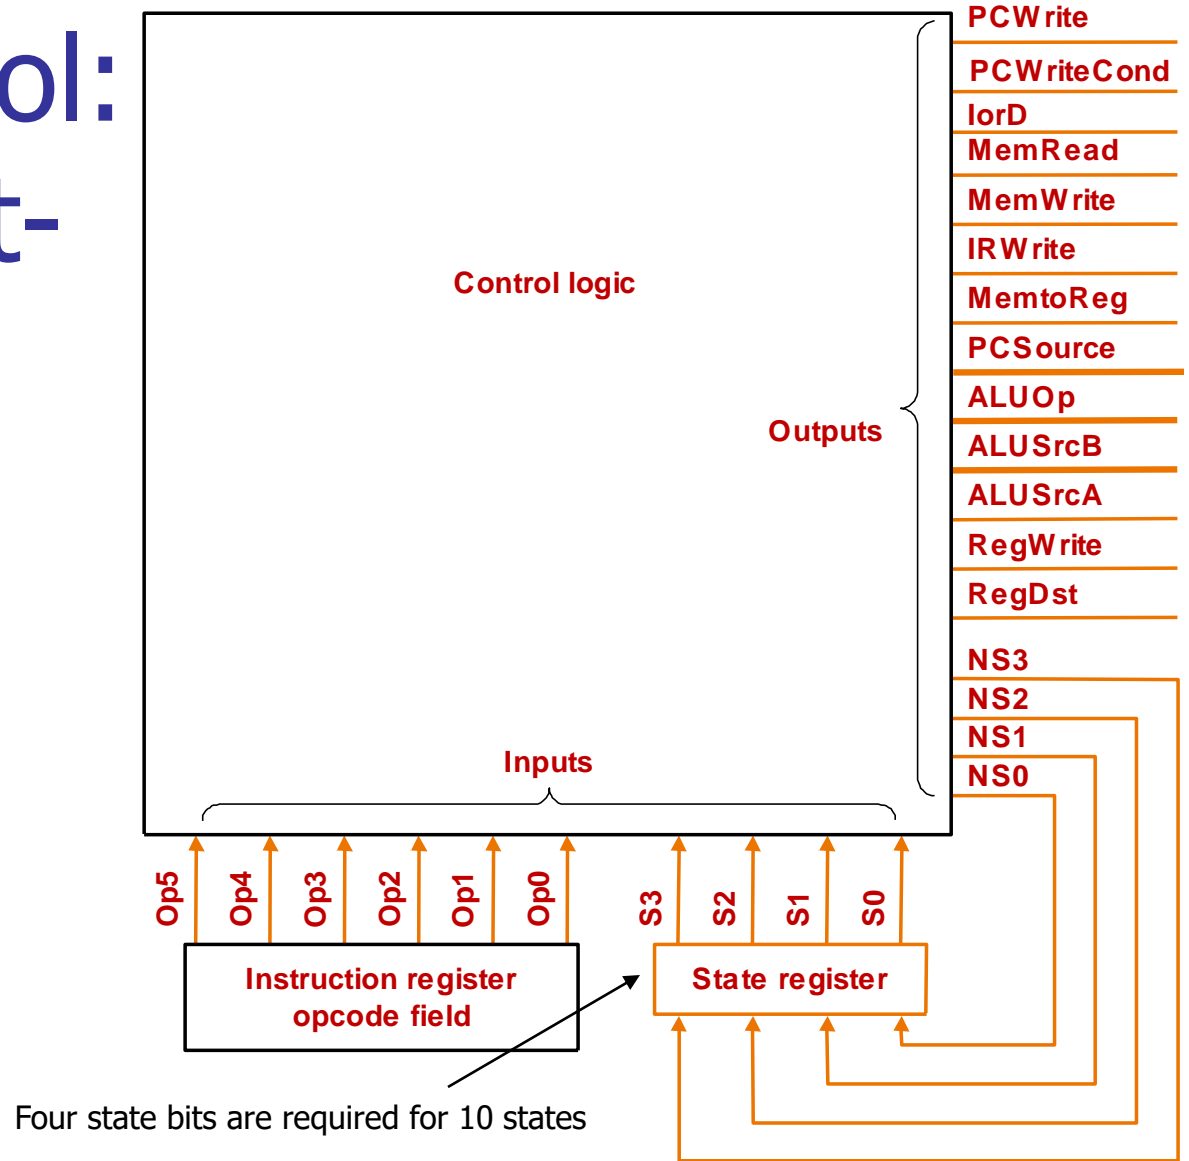 ol:
t-
PCWrite
PCWriteCond
IorD
MemRead
MemWrite
IRWrite
MemtoReg
PCSource
ALUOp
ALUSrcB
ALUSrcA
RegWrite
RegDst
NS3
NS2
NS1
NS0
Control logic
Outputs
Inputs
Op5
Op4
Op3
Op2
Op1
Op0
S3
S2
S1
S0
Instruction register
opcode field
State register
Four state bits are required for 10 states